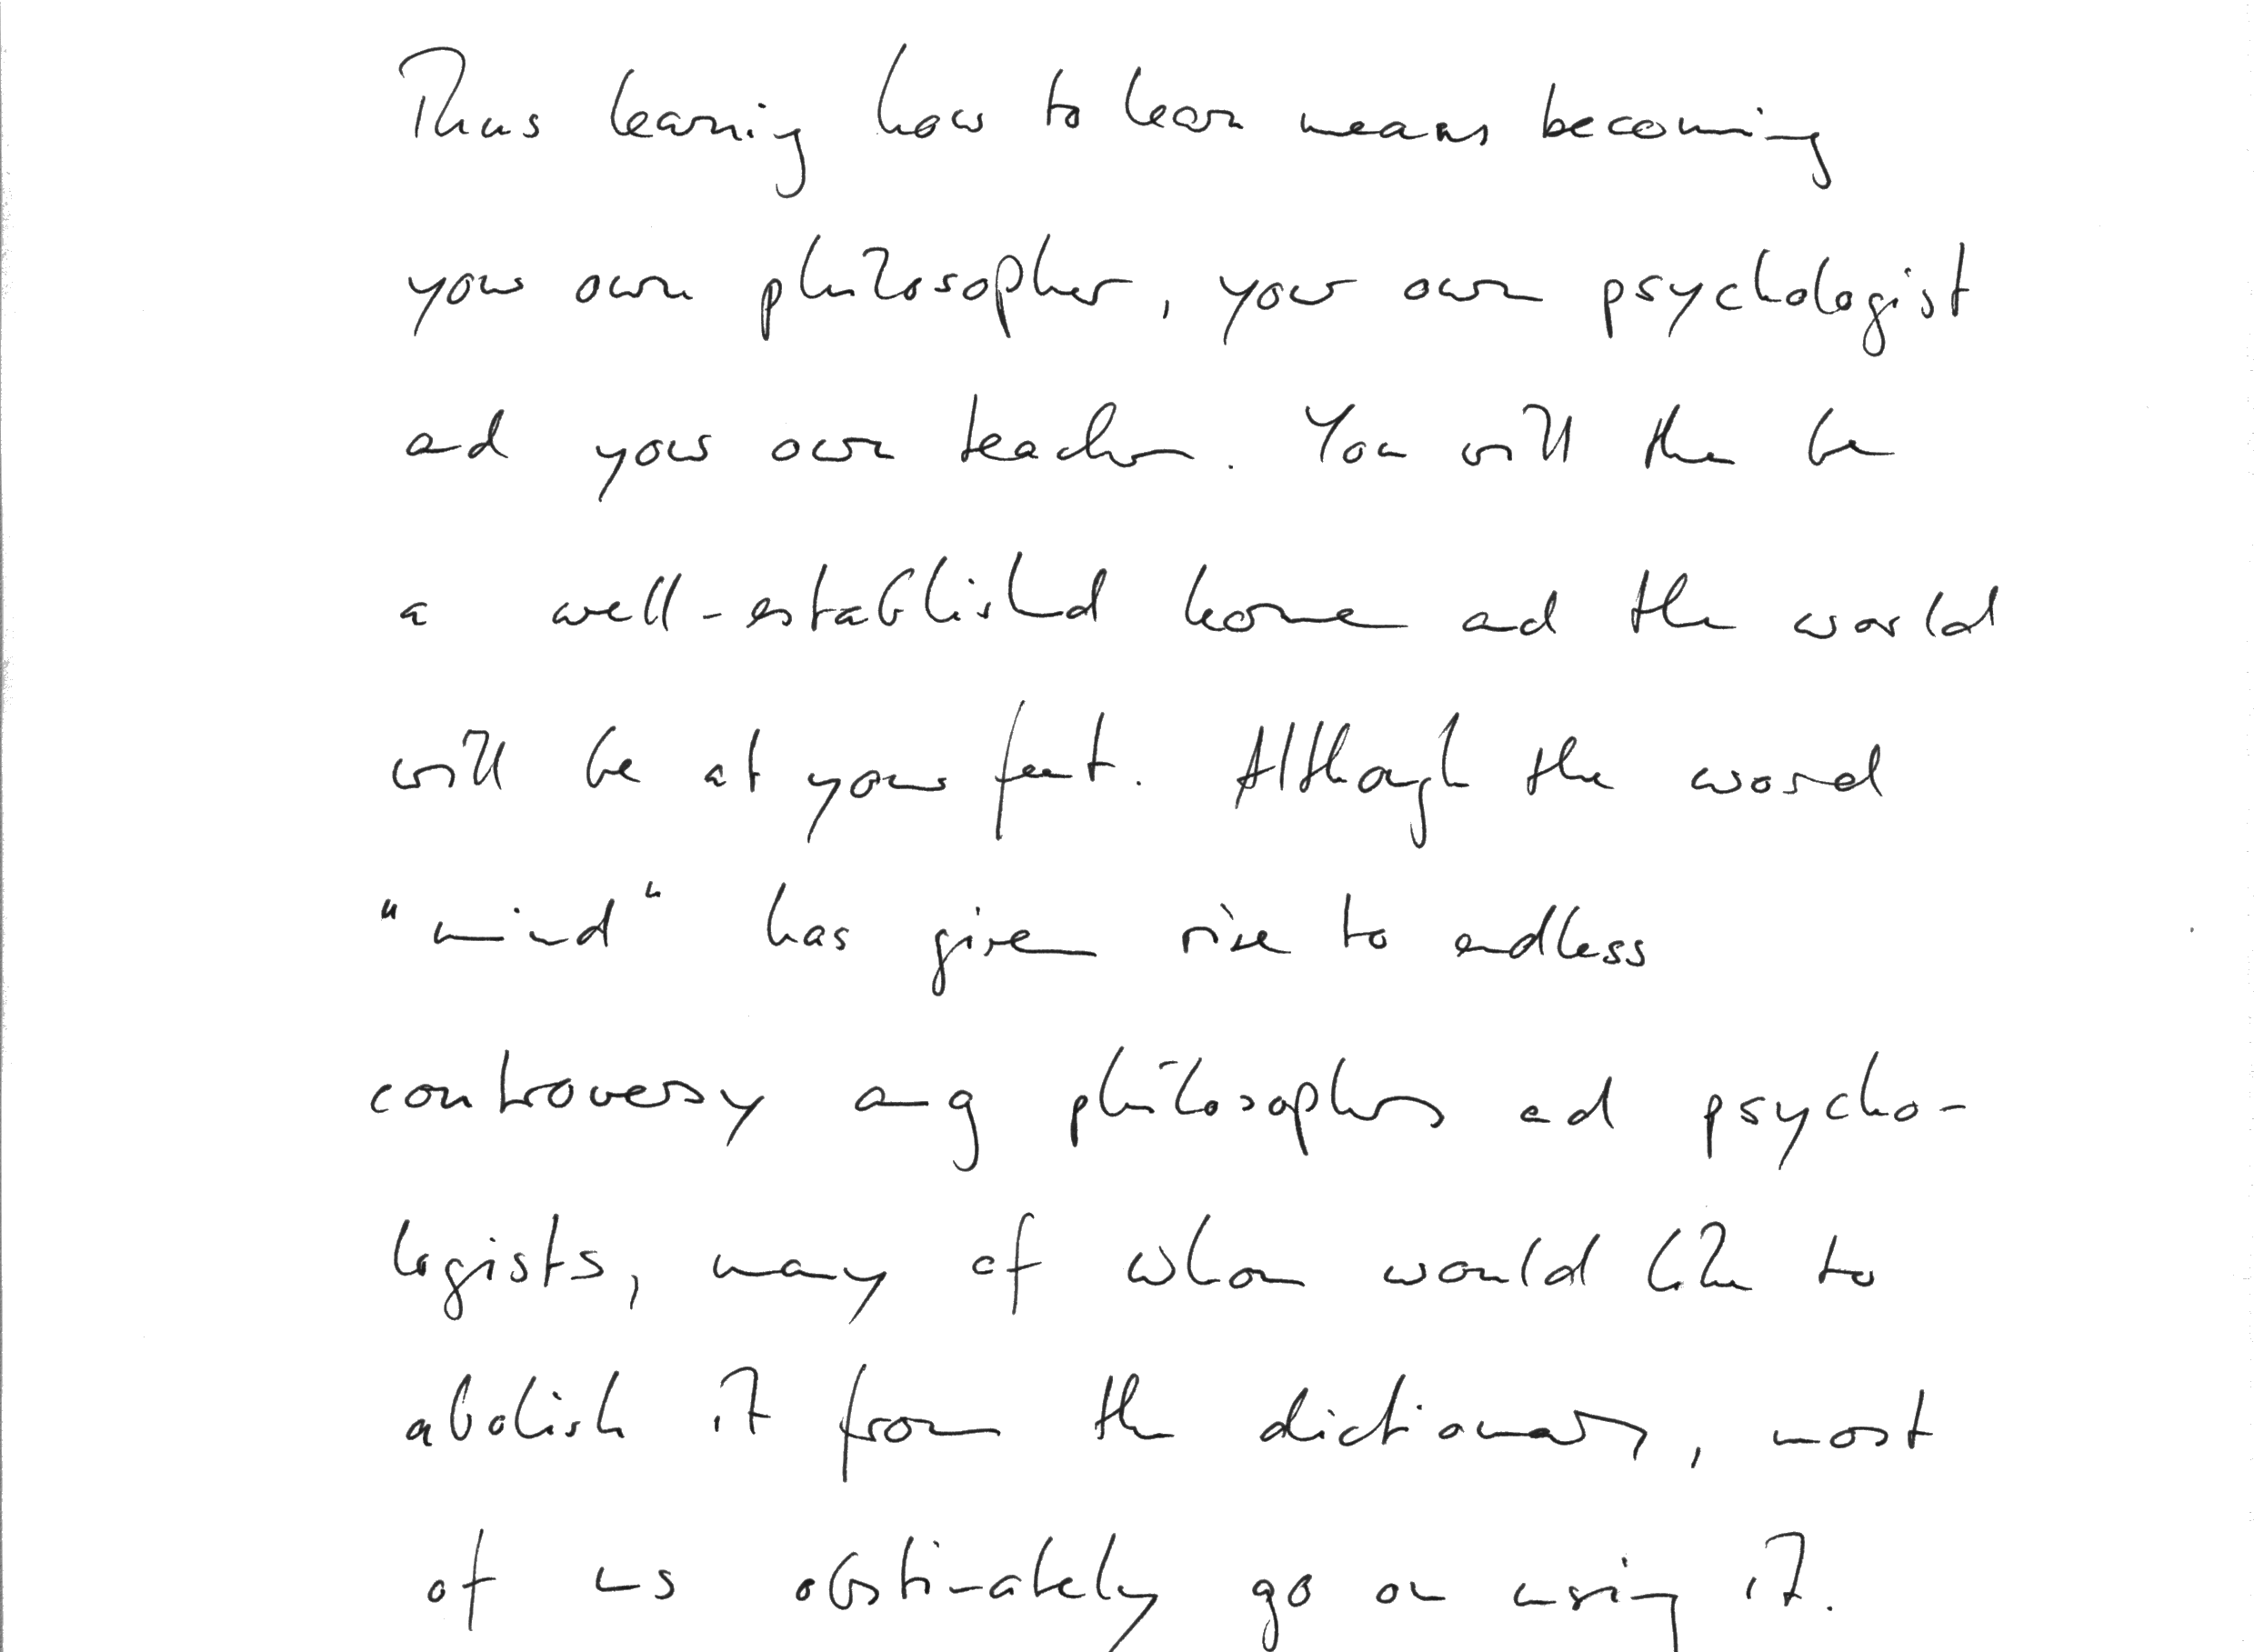 Thus learning how to learn means becoming
your own philosopher, your own psychologist
and your own teacher. You will then be
a well-established and the world
will be at your feet. Although the word
"mind" has given rise to endless
controversy among philosophers and psycho-
logists, many of whom would like to
abolish it from the dictionary, most
of us obstinately go on using it.